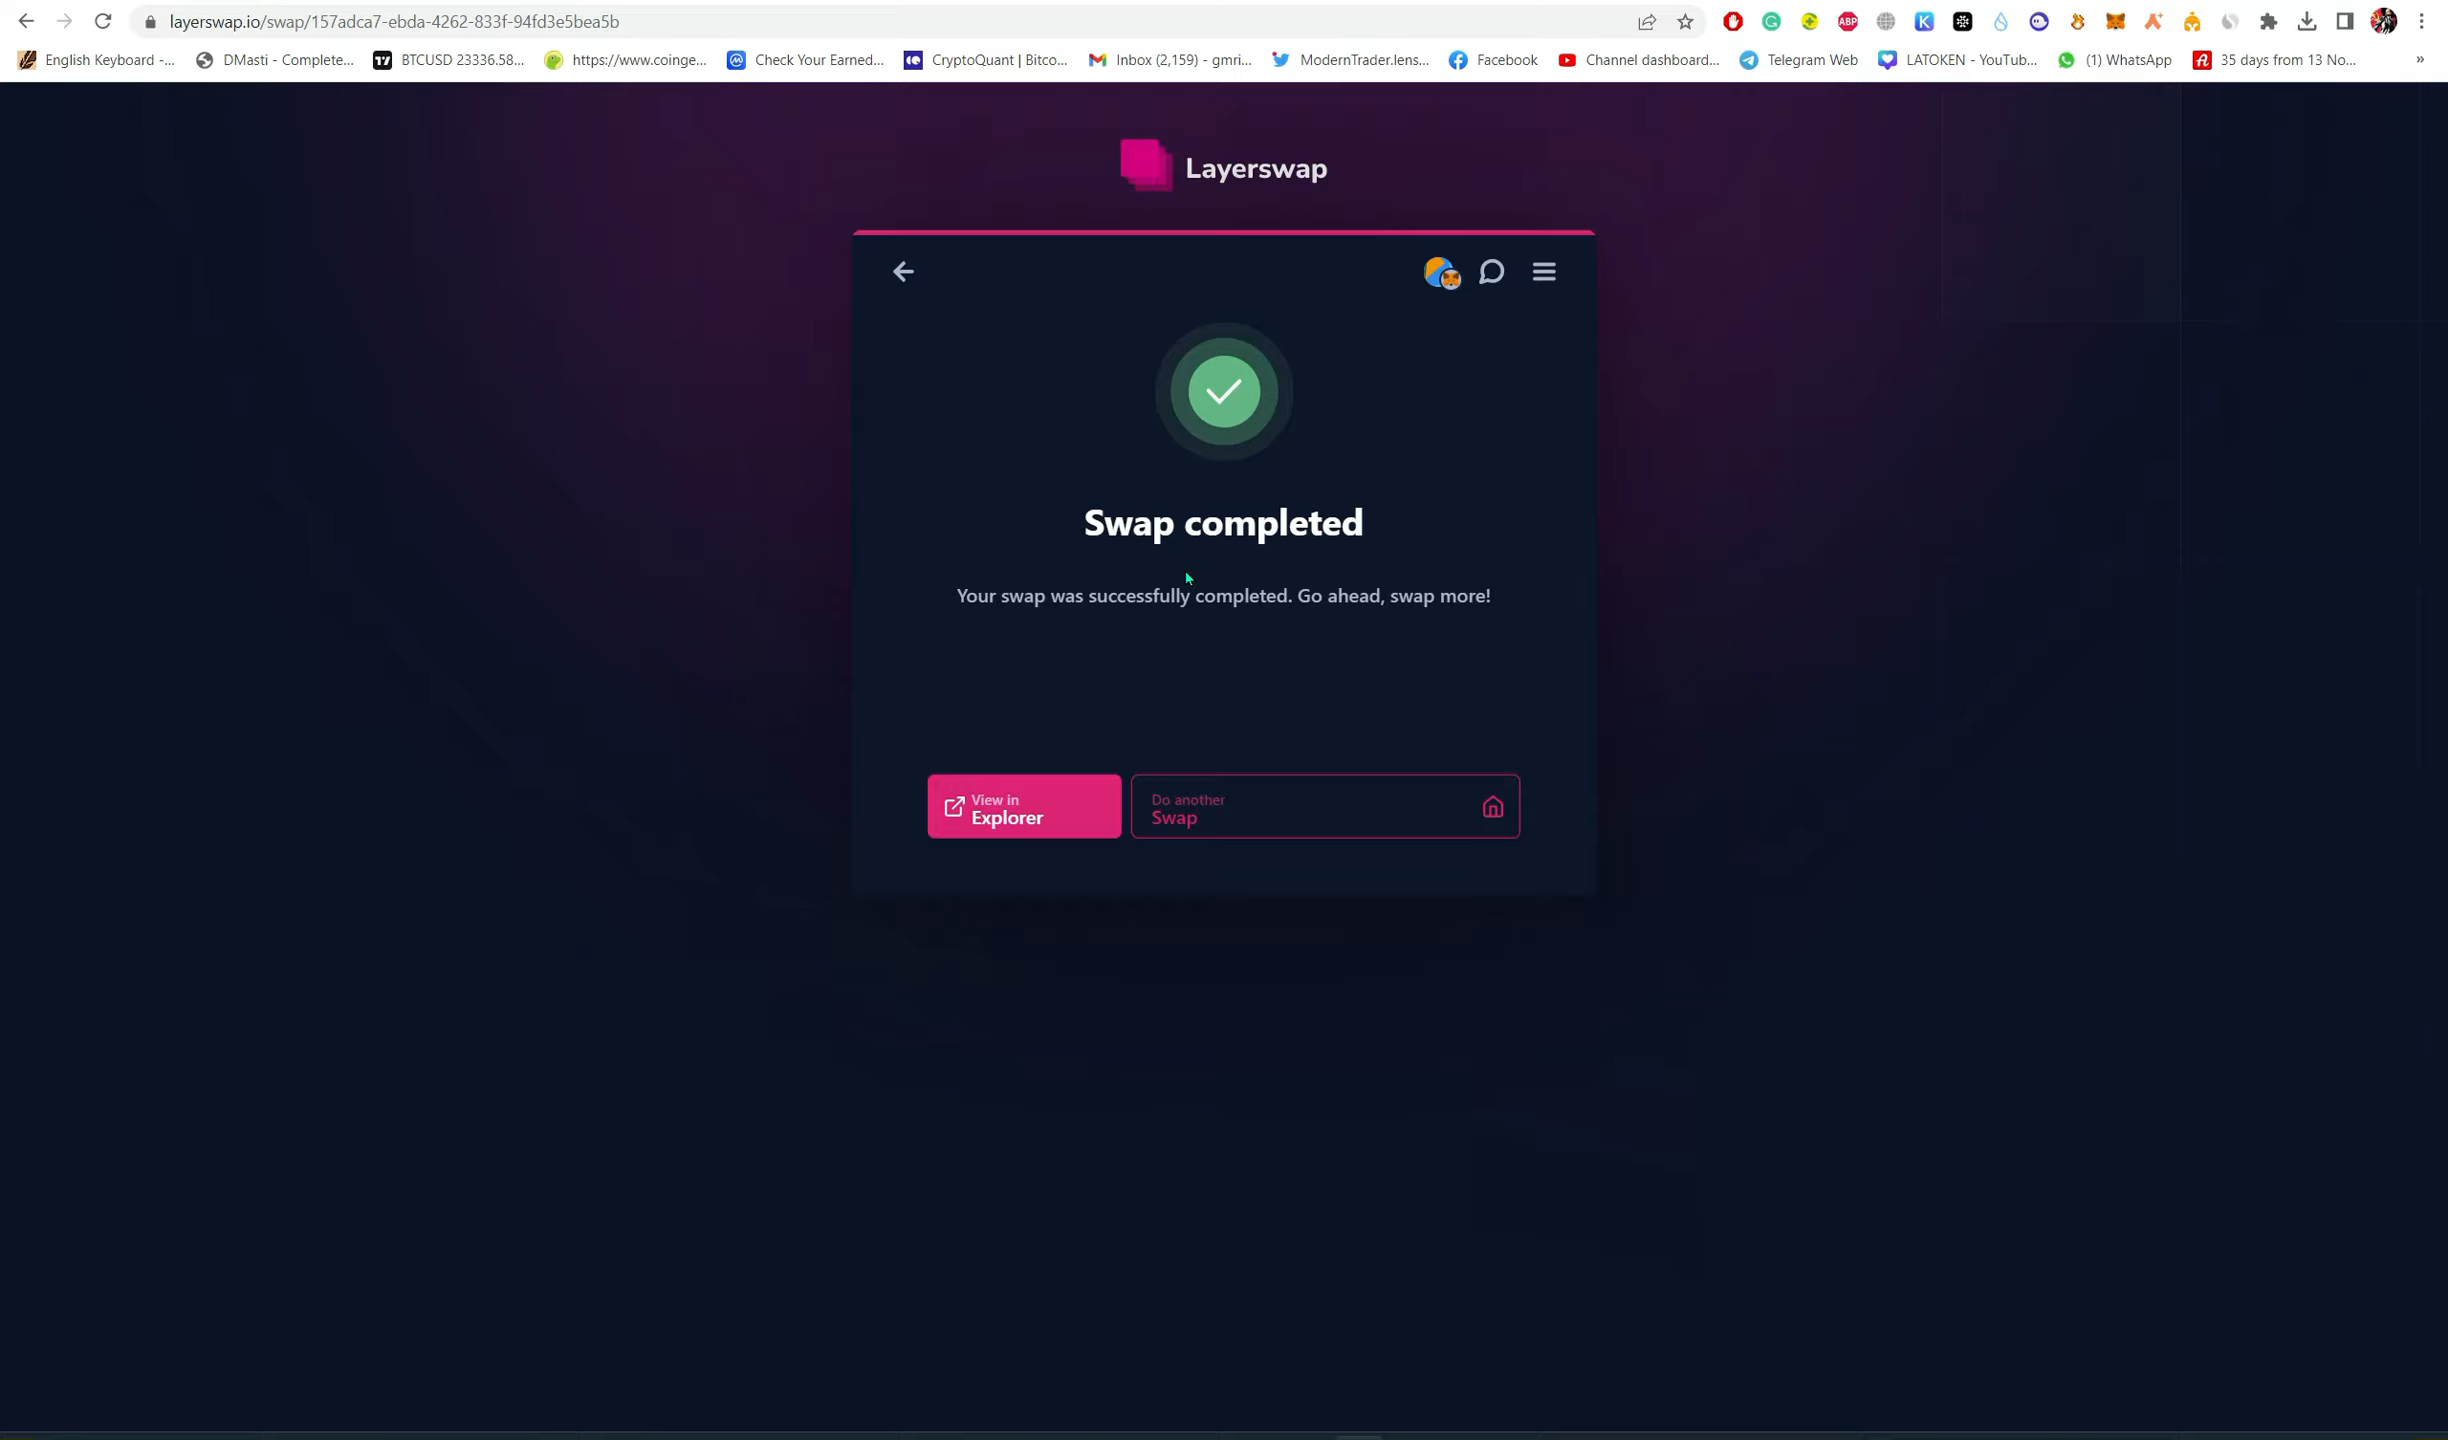 layerswap.io/swap/157adca7-ebda-4262-833f-94fd3e5bea5b
English Keyboard -... DMasti - Complete... BTCUSD 23336.58... https://www.coinge... Check Your Earned... CryptoQuant | Bitco... Inbox (2,159) - gmri... ModernTrader.lens... Facebook Channel dashboard... Telegram Web LATOKEN - YouTub... (1) WhatsApp 35 days from 13 No... »
Layerswap
Swap completed
Your swap was successfully completed. Go ahead, swap more!
View in
Explorer
Do another
Swap